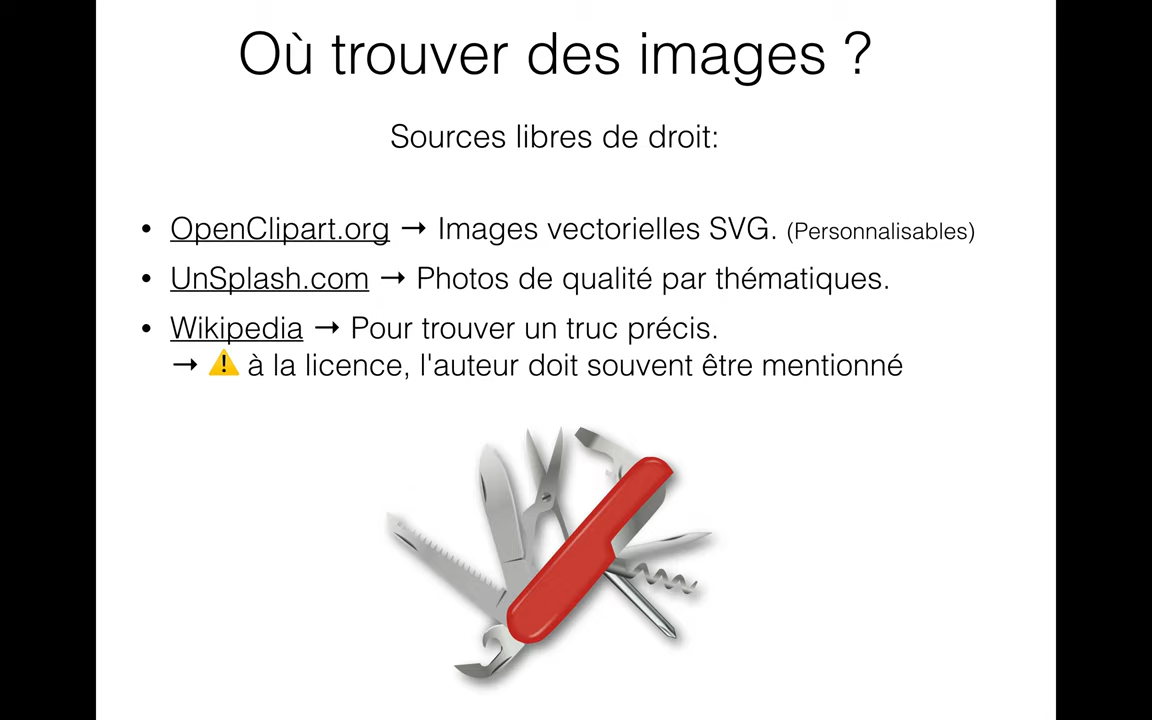 Où trouver des images ?
Sources libres de droit:
• OpenClipart.org → Images vectorielles SVG. (Personnalisables)
• UnSplash.com → Photos de qualité par thématiques.
• Wikipedia → Pour trouver un truc précis.
→ ⚠️ à la licence, l'auteur doit souvent être mentionné